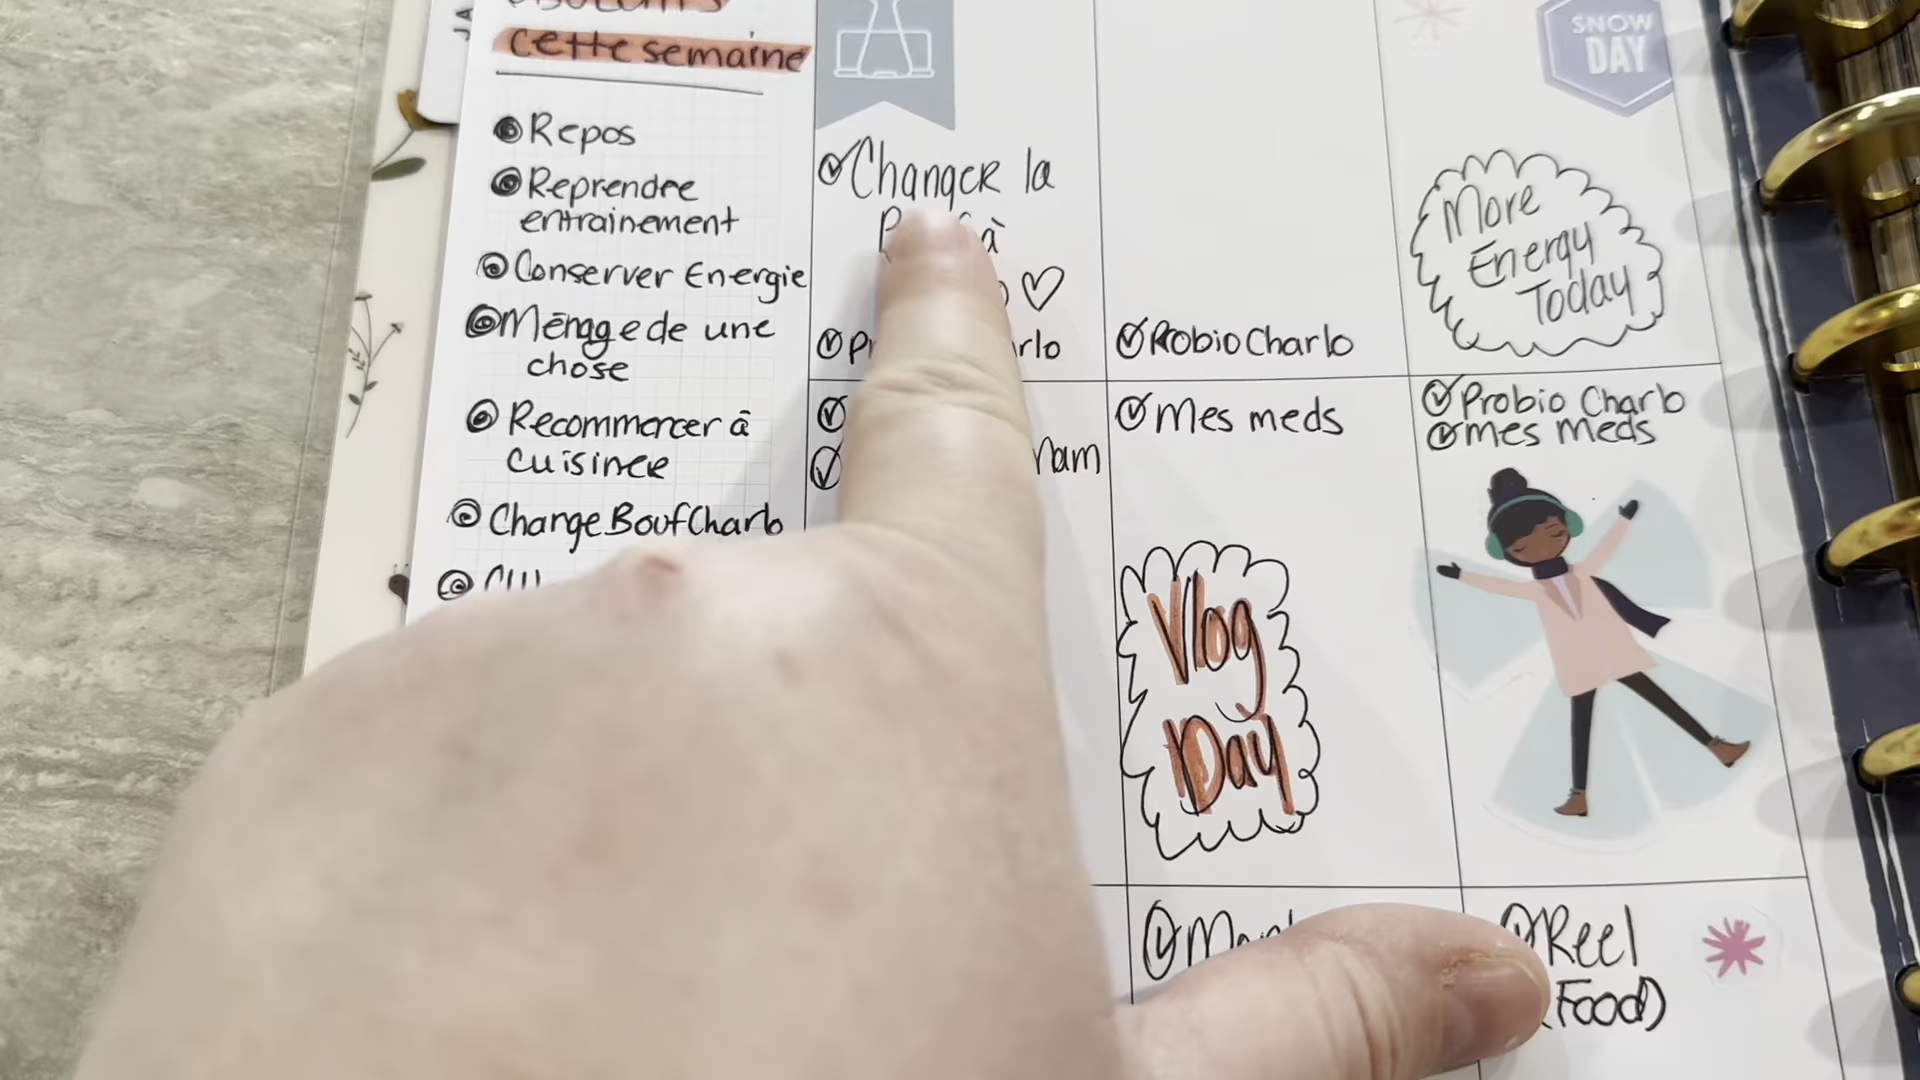 cette semaine
Repos
Reprendre
entrainement
Conserver Energie
Ménage de une
chose
Recommencer à
cuisiner
Change Bouf Charlo
Changer la
à
Probio Charlo
Mes meds
Vlog
Day
SNOW
DAY
More
Energy
Today
Probio Charlo
mes meds
Reel
(Food)